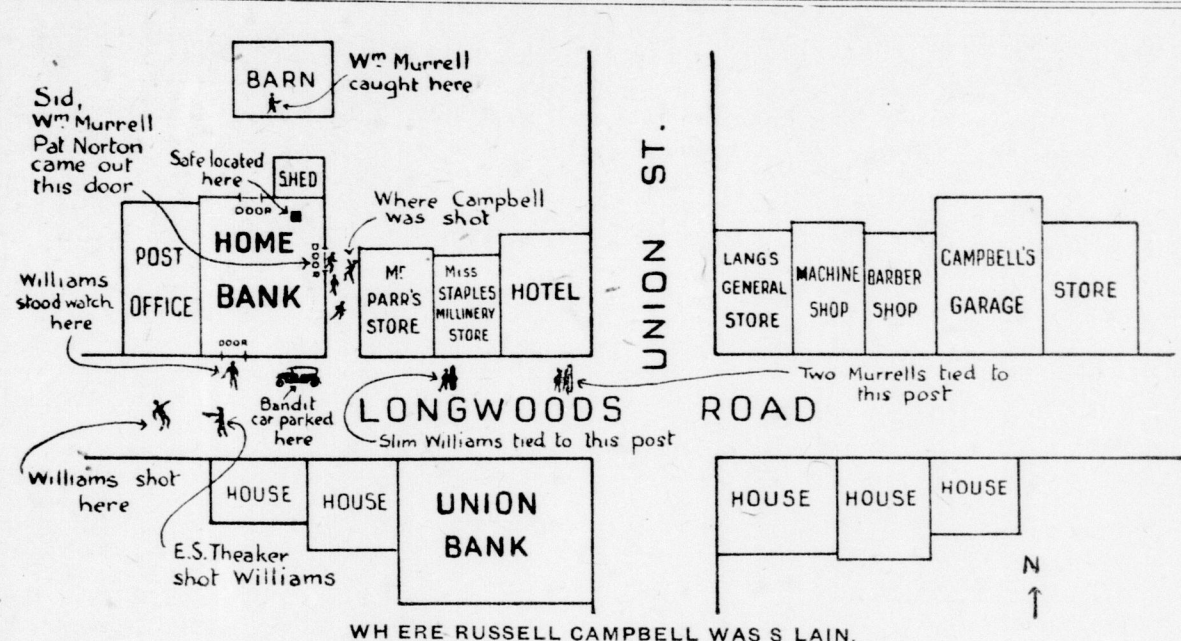 BARN
Wm Murrell
caught here
Sid,
Wm Murrell
Pat Norton
came out
this door
Safe located
here
SHED
DOOR
Where Campbell
was shot
POST
OFFICE
HOME
BANK
DOOR
Mr
PARR'S
STORE
MISS
STAPLES
MILLINERY
STORE
HOTEL
UNION ST.
LANG'S
GENERAL
STORE
MACHINE
SHOP
BARBER
SHOP
CAMPBELL'S
GARAGE
STORE
Williams
stood watch
here
DOOR
Bandit
car parked
here
Two Murrells tied to
this post
LONGWOODS ROAD
Slim Williams tied to this post
Williams shot
here
E.S. Theaker
shot Williams
HOUSE
HOUSE
UNION
BANK
HOUSE
HOUSE
HOUSE
N
WH ERE RUSSELL CAMPBELL WAS S LAIN.